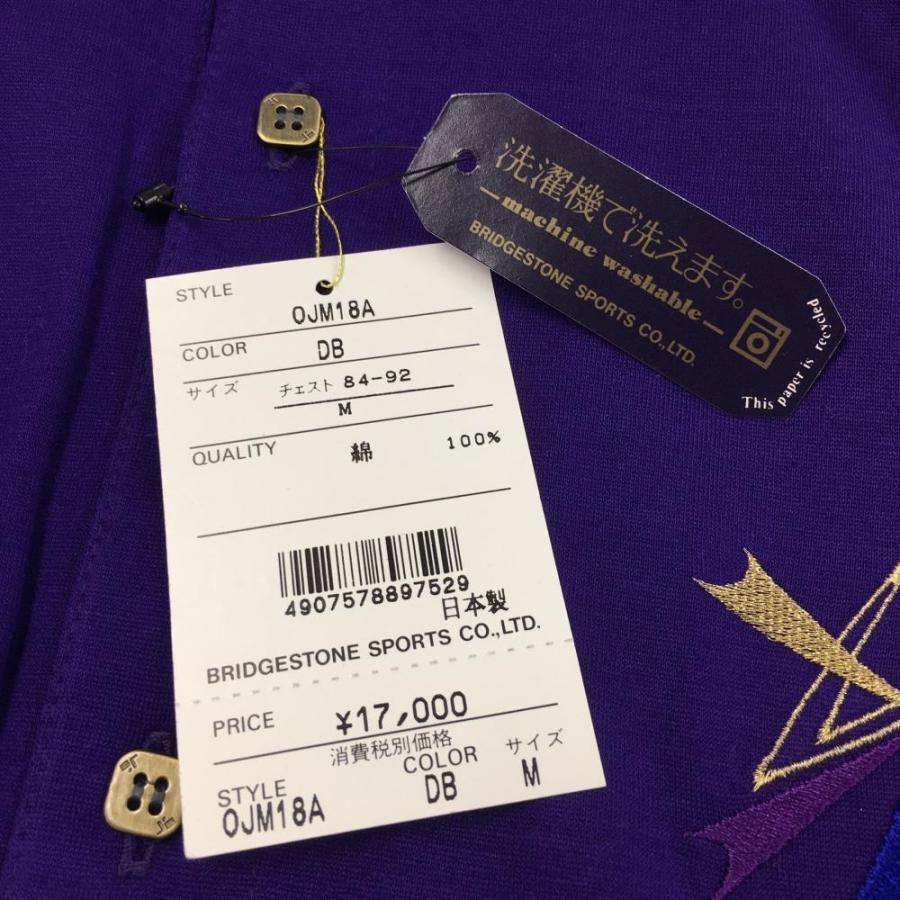 洗濯機で洗えます。
machine washable
BRIDGESTONE SPORTS CO., LTD.
This paper is recycled
STYLE OJM18A
COLOR DB
サイズ チェスト 84-92
M
QUALITY 綿 100%
4907578897529
日本製
BRIDGESTONE SPORTS CO.,LTD.
PRICE ¥17,000
消費税別価格
STYLE COLOR サイズ
OJM18A DB M